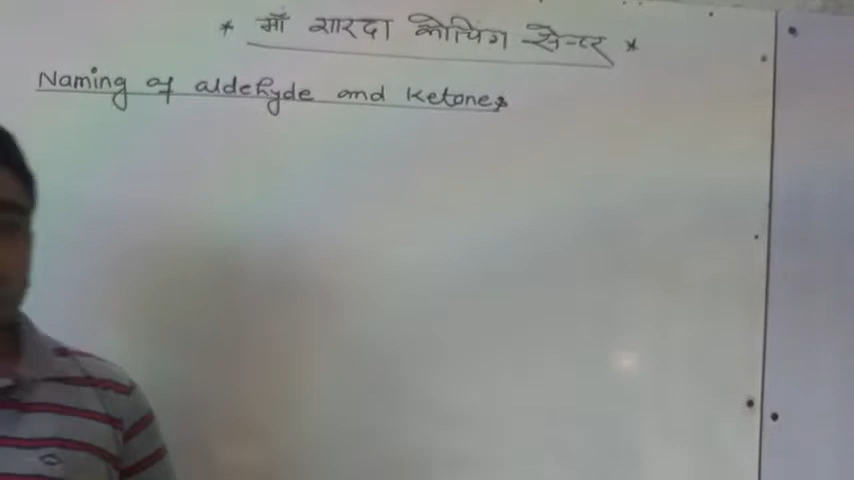 * माँ शारदा कोचिंग सेन्टर *
Naming of aldehyde and Ketones